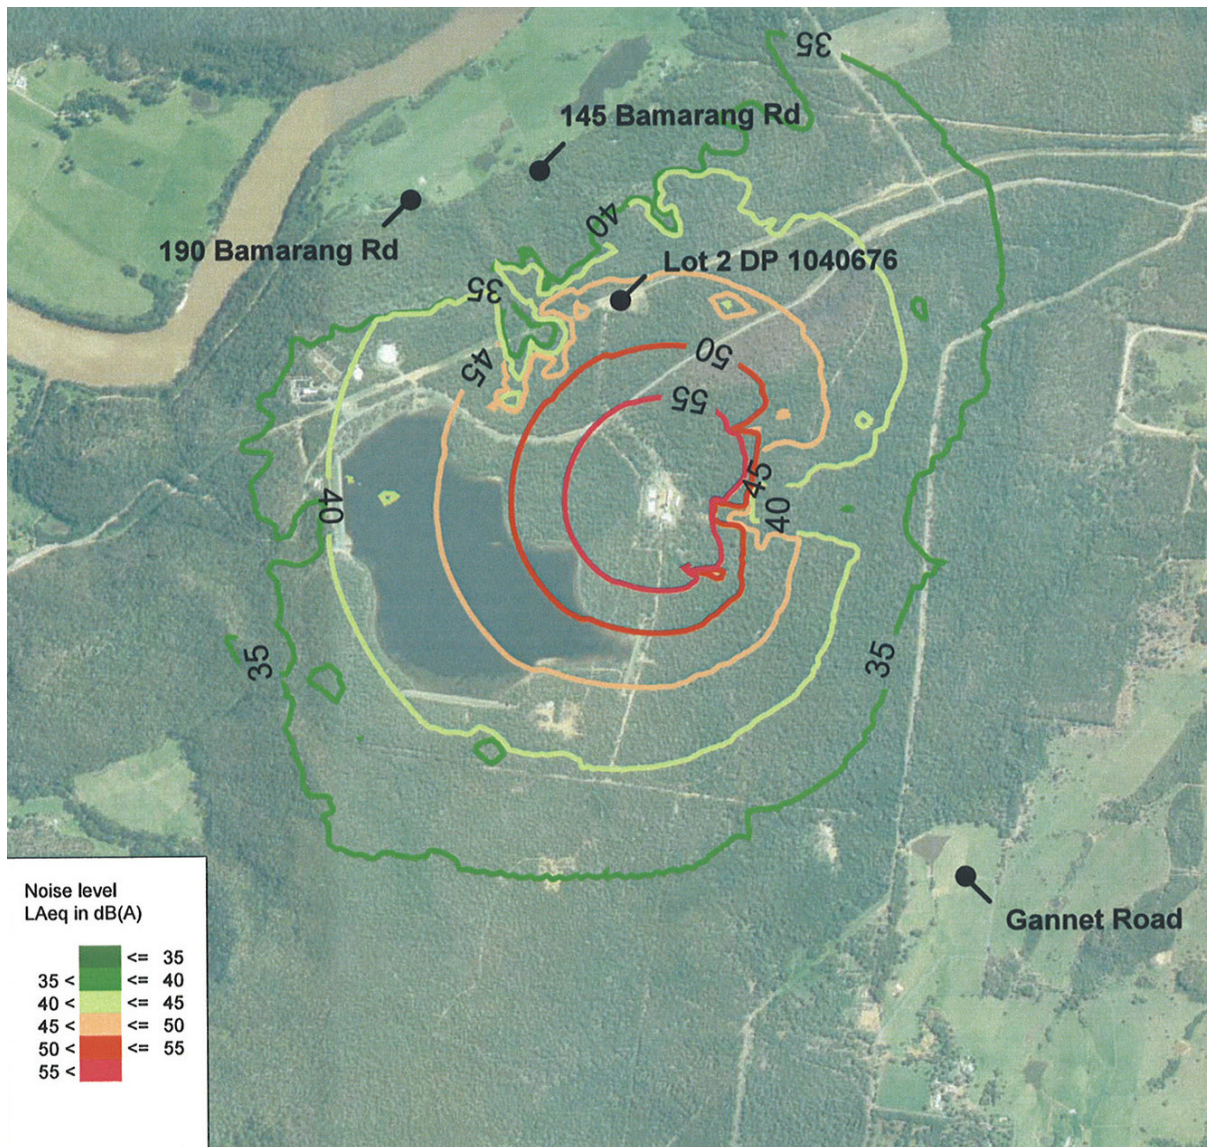 35
145 Bamarang Rd
40
190 Bamarang Rd
Lot 2 DP 1040676
35
50
45
55
45
40
40
35
35
Gannet Road
Noise level
LAeq in dB(A)
<= 35
35 < <= 40
40 < <= 45
45 < <= 50
50 < <= 55
55 <